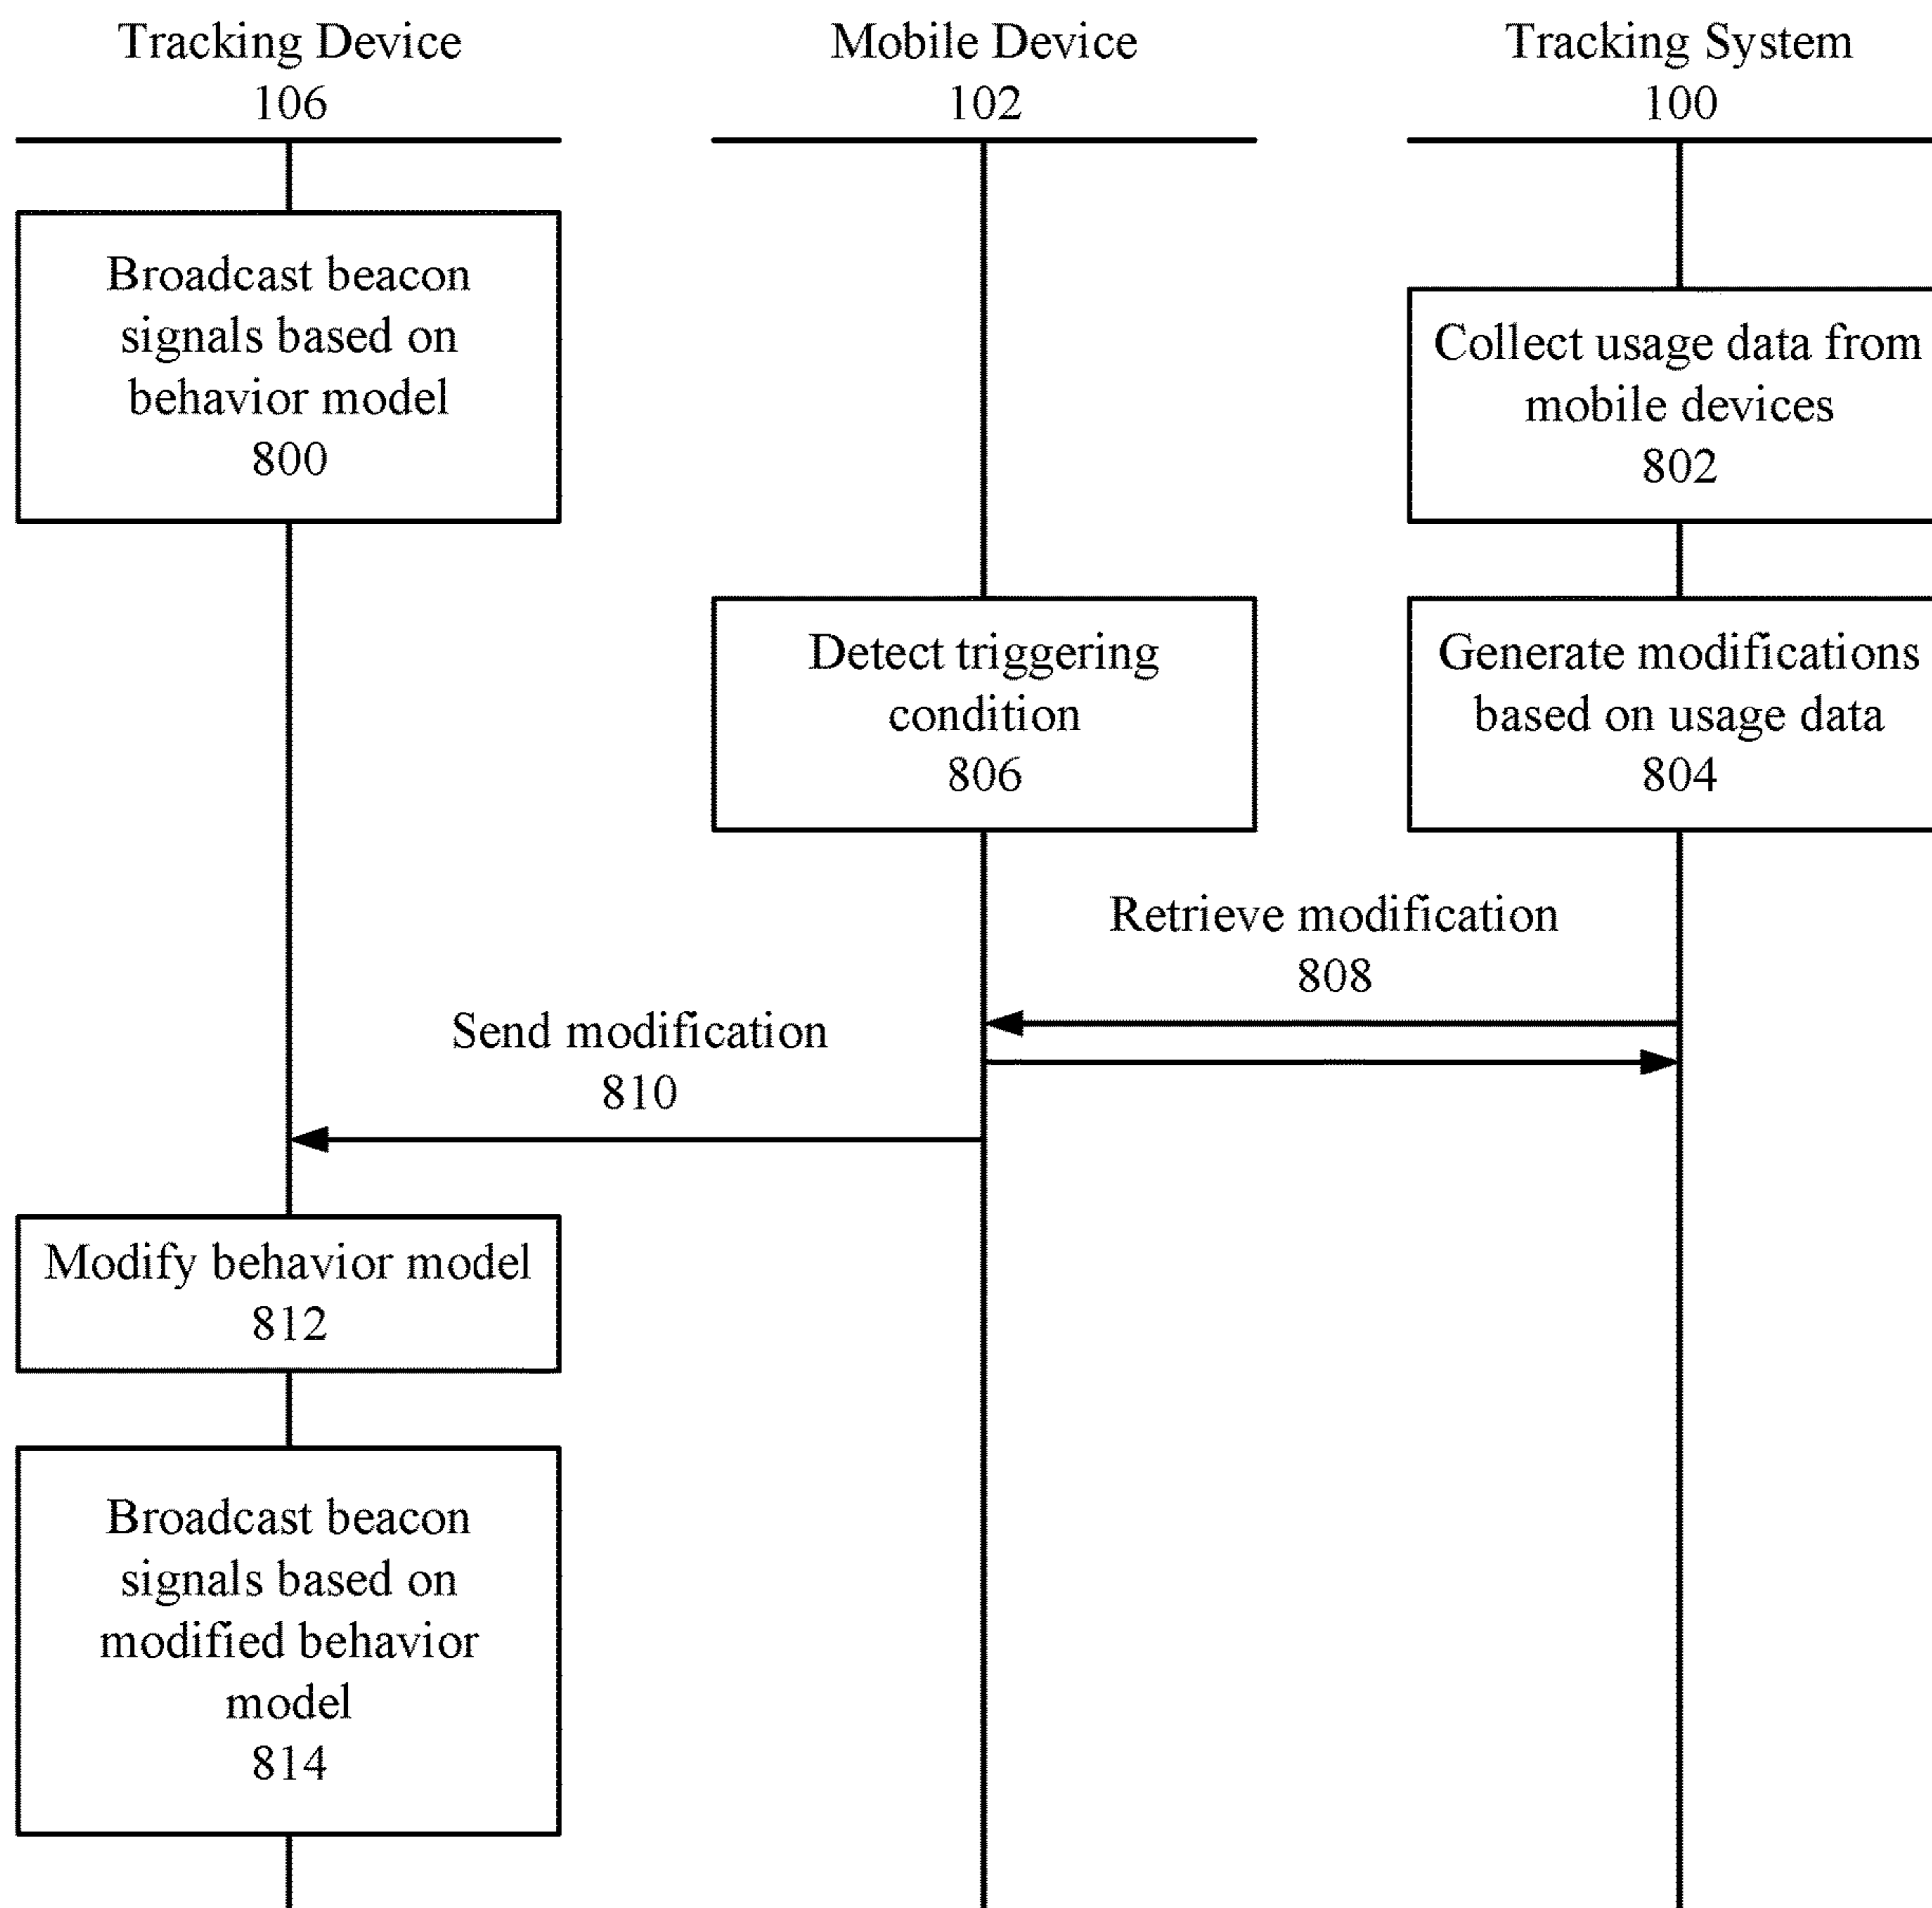 Tracking Device
106
Mobile Device
102
Tracking System
100
Broadcast beacon
signals based on
behavior model
800
Collect usage data from
mobile devices
802
Detect triggering
condition
806
Generate modifications
based on usage data
804
Retrieve modification
808
Send modification
810
Modify behavior model
812
Broadcast beacon
signals based on
modified behavior
model
814